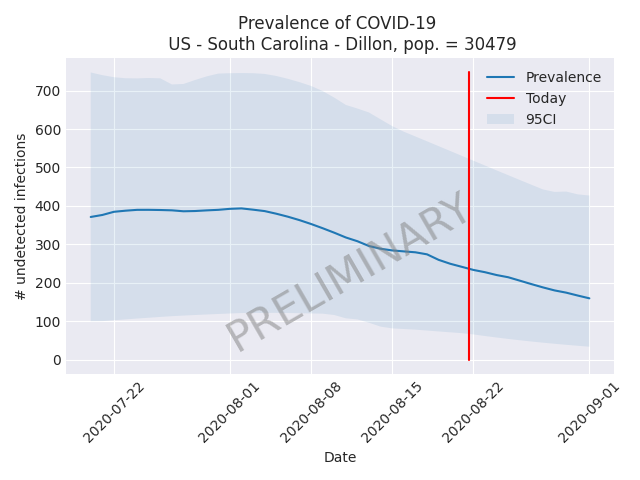 Prevalence of COVID-19
US - South Carolina - Dillon, pop. = 30479
# undetected infections
700
600
500
400
300
200
100
0
Prevalence
Today
95CI
PRELIMINARY
2020-07-22
2020-08-01
2020-08-08
2020-08-15
2020-08-22
2020-09-01
Date